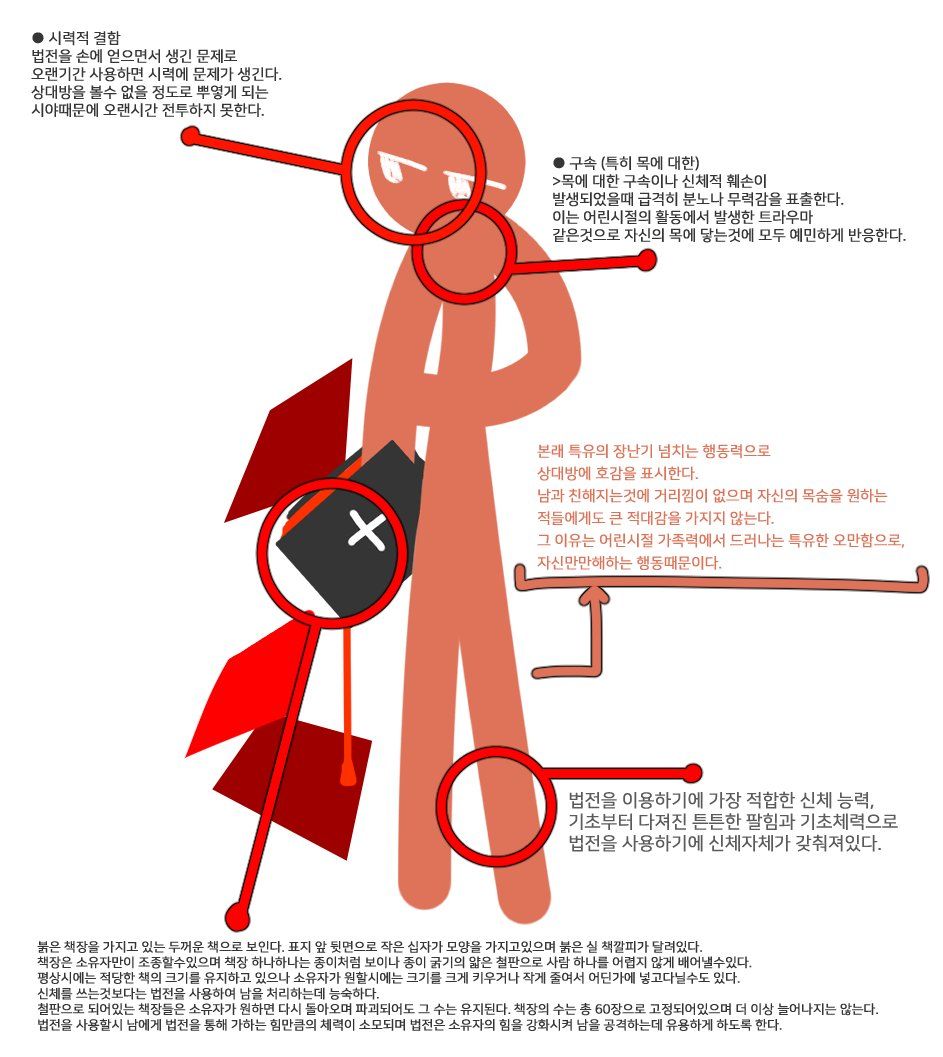 ● 시력적 결함
법전을 손에 얻으면서 생긴 문제로
오랜기간 사용하면 시력에 문제가 생긴다.
상대방을 볼수 없을 정도로 뿌옇게 되는
시야때문에 오랜시간 전투하지 못한다.
● 구속 (특히 목에 대한)
>목에 대한 구속이나 신체적 훼손이
발생되었을때 급격히 분노나 무력감을 표출한다.
이는 어린시절의 활동에서 발생한 트라우마
같은것으로 자신의 목에 닿는것에 모두 예민하게 반응한다.
본래 특유의 장난기 넘치는 행동력으로
상대방에 호감을 표시한다.
남과 친해지는것에 거리낌이 없으며 자신의 목숨을 원하는
적들에게도 큰 적대감을 가지지 않는다.
그 이유는 어린시절 가족력에서 드러나는 특유한 오만함으로,
자신만만해하는 행동때문이다.
법전을 이용하기에 가장 적합한 신체 능력,
기초부터 다져진 튼튼한 팔힘과 기초체력으로
법전을 사용하기에 신체자체가 갖춰져있다.
붉은 책장을 가지고 있는 두꺼운 책으로 보인다. 표지 앞 뒷면으로 작은 십자가 모양을 가지고있으며 붉은 실 책깔피가 달려있다.
책장은 소유자만이 조종할수있으며 책장 하나하나는 종이처럼 보이나 종이 굵기의 얇은 철판으로 사람 하나를 어렵지 않게 베어낼수있다.
평상시에는 적당한 책의 크기를 유지하고 있으나 소유자가 원할시에는 크기를 크게 키우거나 작게 줄여서 어딘가에 넣고다닐수도 있다.
신체를 쓰는것보다는 법전을 사용하여 남을 처리하는데 능숙하다.
철판으로 되어있는 책장들은 소유자가 원하면 다시 돌아오며 파괴되어도 그 수는 유지된다. 책장의 수는 총 60장으로 고정되어있으며 더 이상 늘어나지는 않는다.
법전을 사용할시 남에게 법전을 통해 가하는 힘만큼의 체력이 소모되며 법전은 소유자의 힘을 강화시켜 남을 공격하는데 유용하게 하도록 한다.